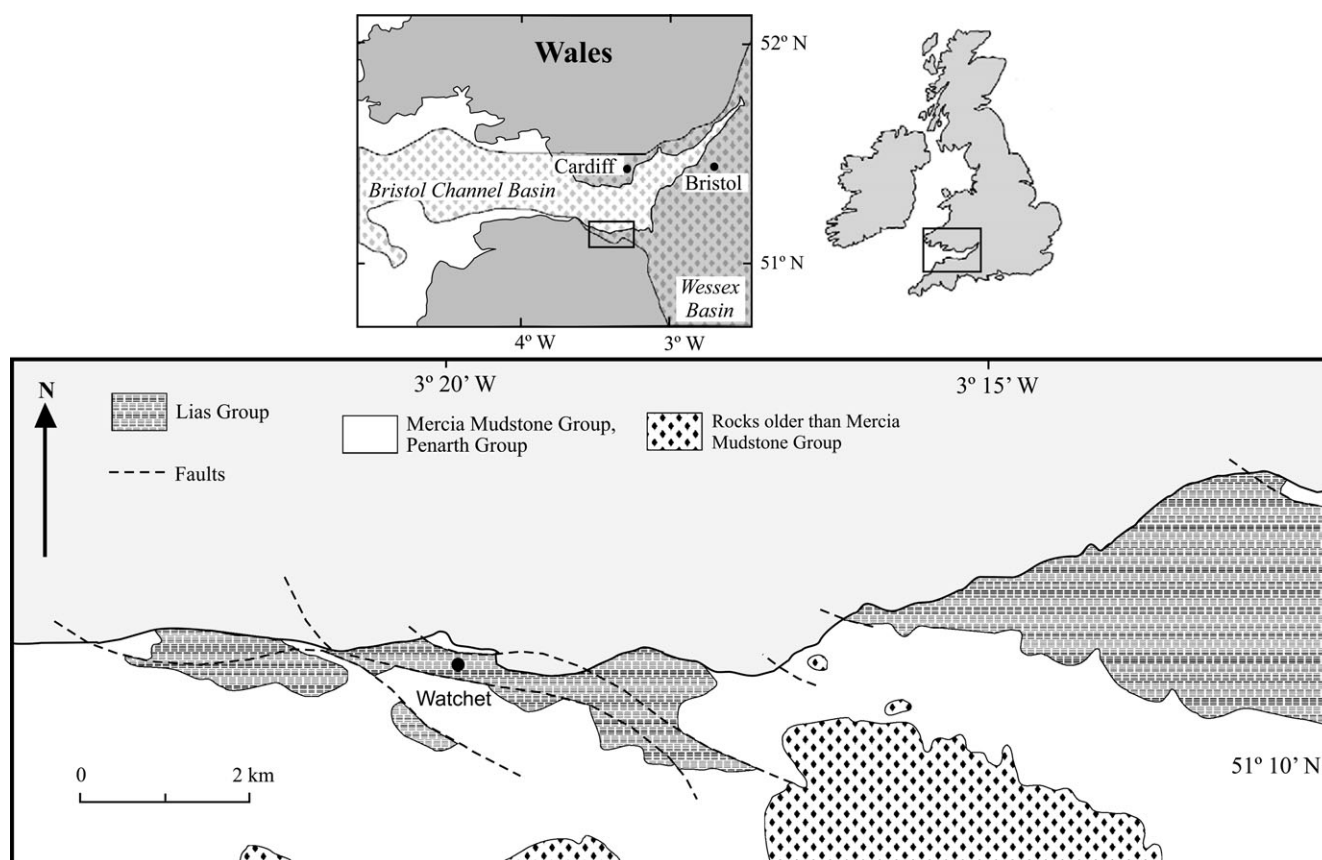 52° N
Wales
Cardiff
Bristol
Bristol Channel Basin
51° N
Wessex
Basin
4° W
3° W
3° 20’ W
3° 15’ W
N
Lias Group
Mercia Mudstone Group,
Penarth Group
Rocks older than Mercia
Mudstone Group
Faults
Watchet
0
2 km
51° 10’ N